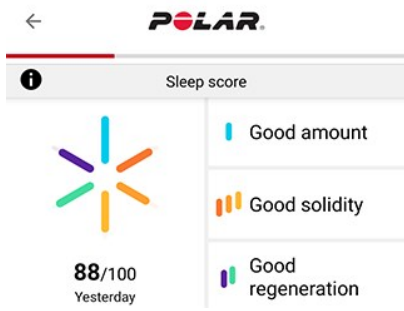 POLAR.
Sleep score
Good amount
Good solidity
88/100
Yesterday
Good
regeneration